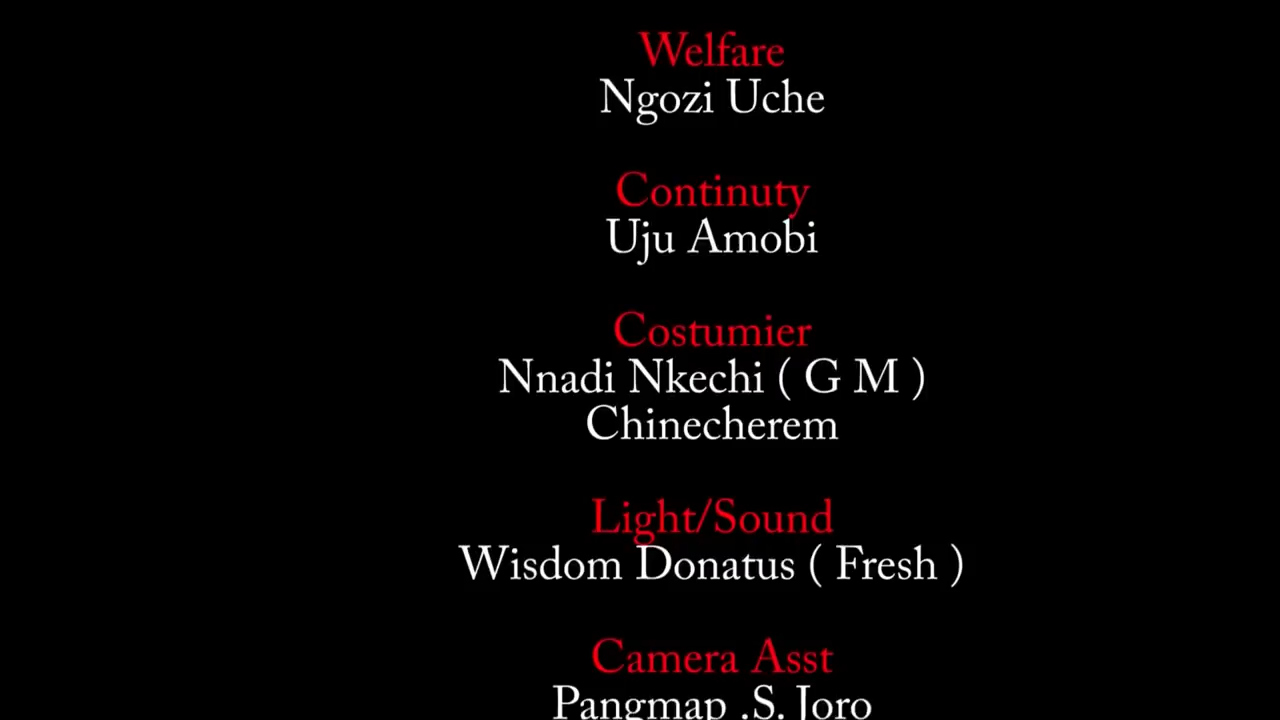 Welfare
Ngozi Uche
Continuty
Uju Amobi
Costumier
Nnadi Nkechi ( G M )
Chinecherem
Light/Sound
Wisdom Donatus ( Fresh )
Camera Asst
Pangmap .S. Joro